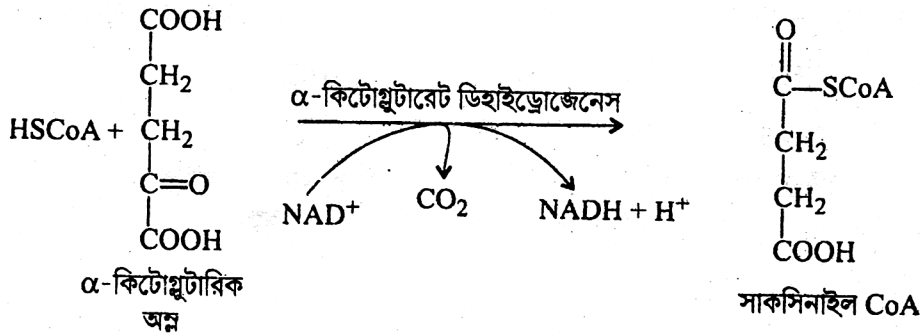 COOH
CH₂
HSCoA + CH₂
C=O
COOH
α-কিটোগ্লুটারিক
অম্ল
α-কিটোগ্লুটারেট ডিহাইড্রোজেনেস
NAD⁺
CO₂
NADH + H⁺
O
C—SCoA
CH₂
CH₂
COOH
সাকসিনাইল CoA